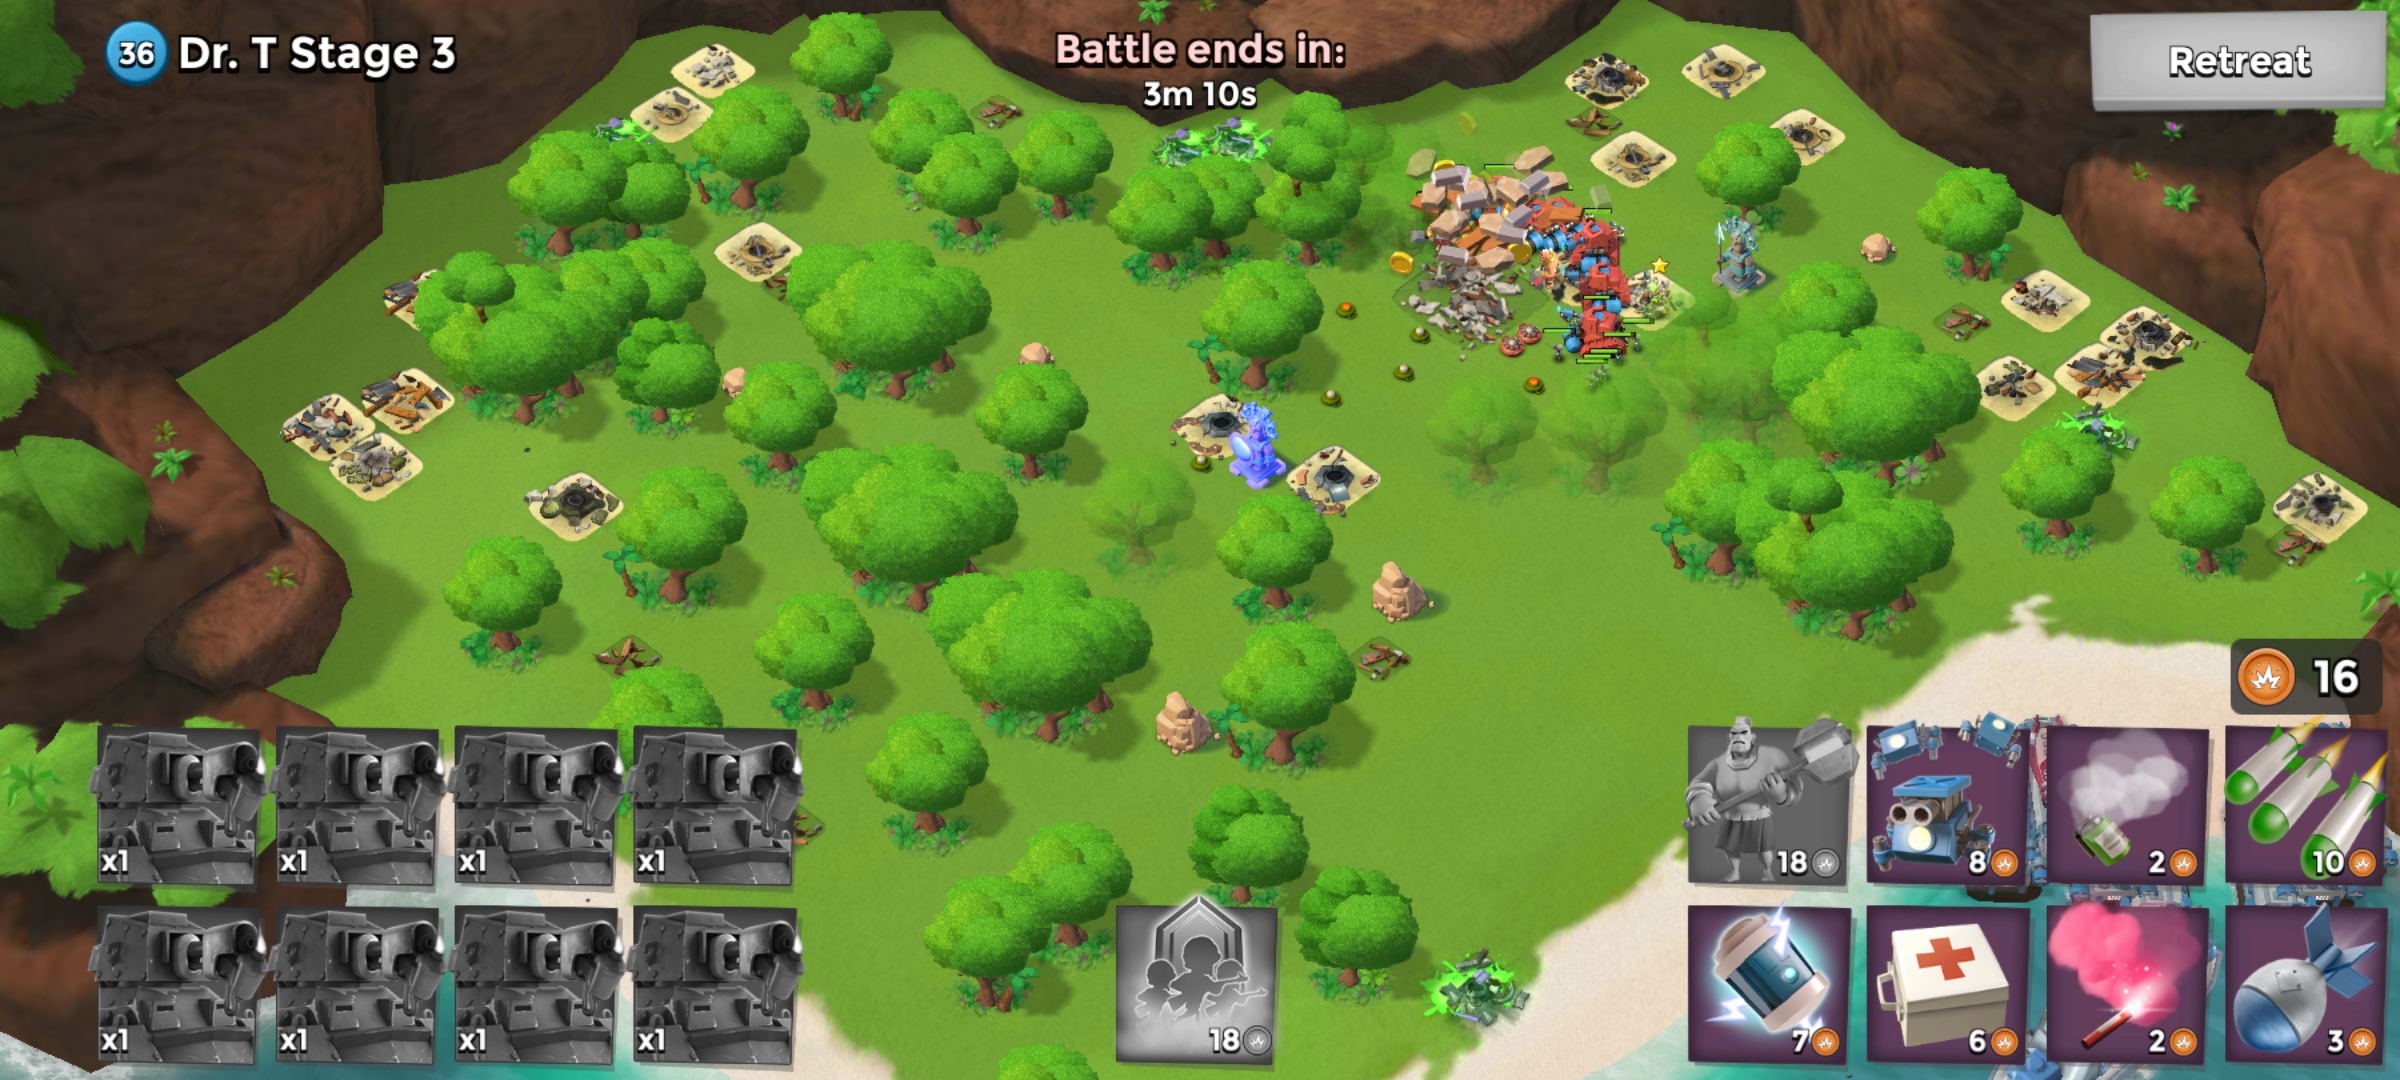 36 Dr. T Stage 3
Battle ends in:
3m 10s
Retreat
16
x1 x1 x1 x1
18 8 2 10
x1 x1 x1 x1
18
7 6 2 3